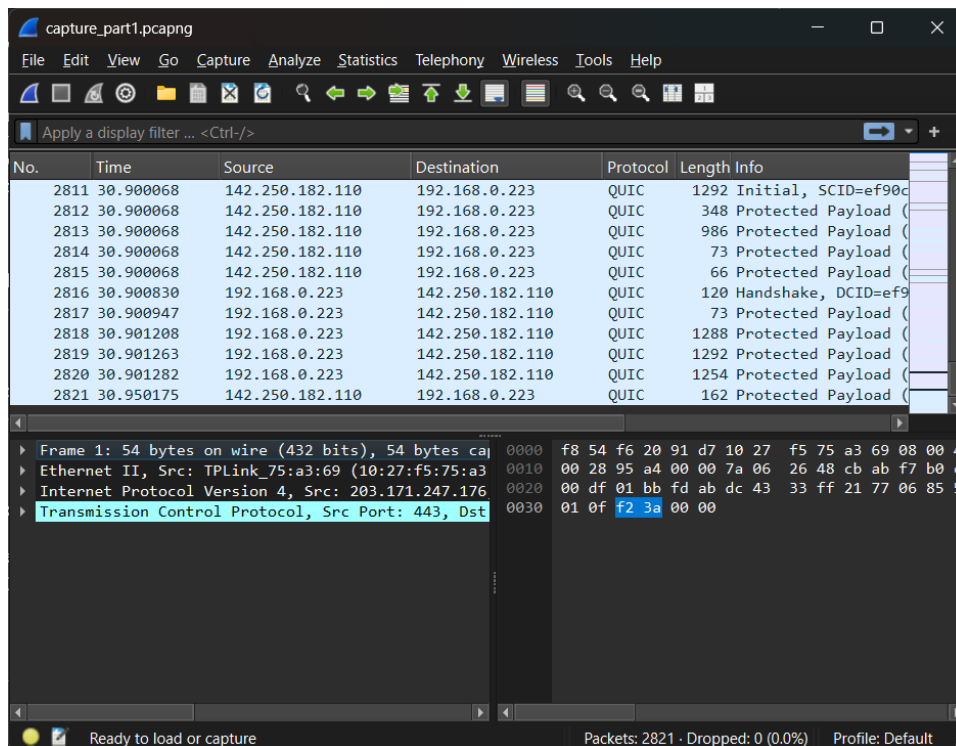 capture_part1.pcapng
File Edit View Go Capture Analyze Statistics Telephony Wireless Tools Help
Apply a display filter ... <Ctrl-/>
No. Time Source Destination Protocol Length Info
2811 30.900068 142.250.182.110 192.168.0.223 QUIC 1292 Initial, SCID=ef90c
2812 30.900068 142.250.182.110 192.168.0.223 QUIC 348 Protected Payload (
2813 30.900068 142.250.182.110 192.168.0.223 QUIC 986 Protected Payload (
2814 30.900068 142.250.182.110 192.168.0.223 QUIC 73 Protected Payload (
2815 30.900068 142.250.182.110 192.168.0.223 QUIC 66 Protected Payload (
2816 30.900830 192.168.0.223 142.250.182.110 QUIC 120 Handshake, DCID=ef9
2817 30.900947 192.168.0.223 142.250.182.110 QUIC 73 Protected Payload (
2818 30.901208 192.168.0.223 142.250.182.110 QUIC 1288 Protected Payload (
2819 30.901263 192.168.0.223 142.250.182.110 QUIC 1292 Protected Payload (
2820 30.901282 192.168.0.223 142.250.182.110 QUIC 1254 Protected Payload (
2821 30.950175 142.250.182.110 192.168.0.223 QUIC 162 Protected Payload (
Frame 1: 54 bytes on wire (432 bits), 54 bytes ca
Ethernet II, Src: TPLink_75:a3:69 (10:27:f5:75:a3
Internet Protocol Version 4, Src: 203.171.247.176
Transmission Control Protocol, Src Port: 443, Dst
0000 f8 54 f6 20 91 d7 10 27 f5 75 a3 69 08 00
0010 00 28 95 a4 00 00 7a 06 26 48 cb ab f7 b0
0020 00 df 01 bb fd ab dc 43 33 ff 21 77 06 85
0030 01 0f f2 3a 00 00
Ready to load or capture
Packets: 2821 · Dropped: 0 (0.0%)
Profile: Default